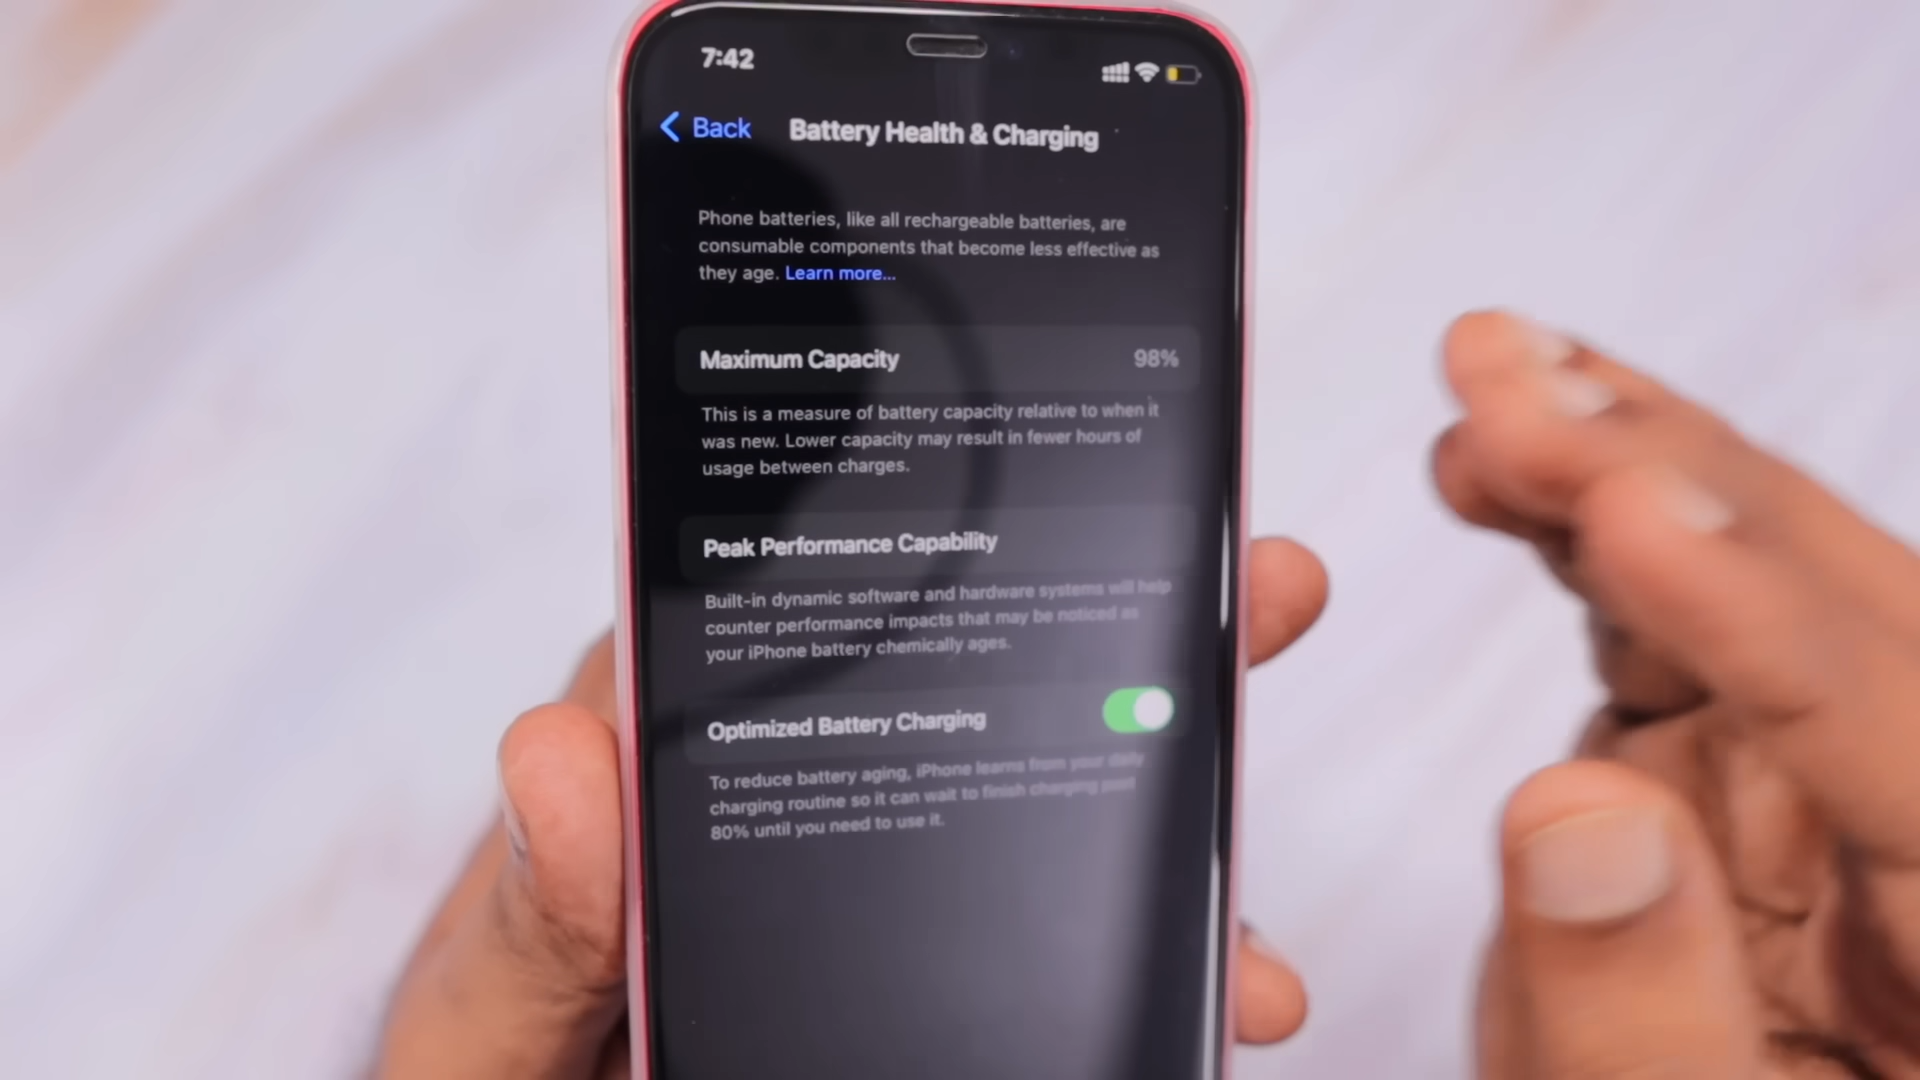 7:42
Back
Battery Health & Charging
Phone batteries, like all rechargeable batteries, are
consumable components that become less effective as
they age. Learn more...
Maximum Capacity 98%
This is a measure of battery capacity relative to when it
was new. Lower capacity may result in fewer hours of
usage between charges.
Peak Performance Capability
Built-in dynamic software and hardware systems will help
counter performance impacts that may be noticed as
your iPhone battery chemically ages.
Optimized Battery Charging
To reduce battery aging, iPhone learns from your daily
charging routine so it can wait to finish charging past
80% until you need to use it.